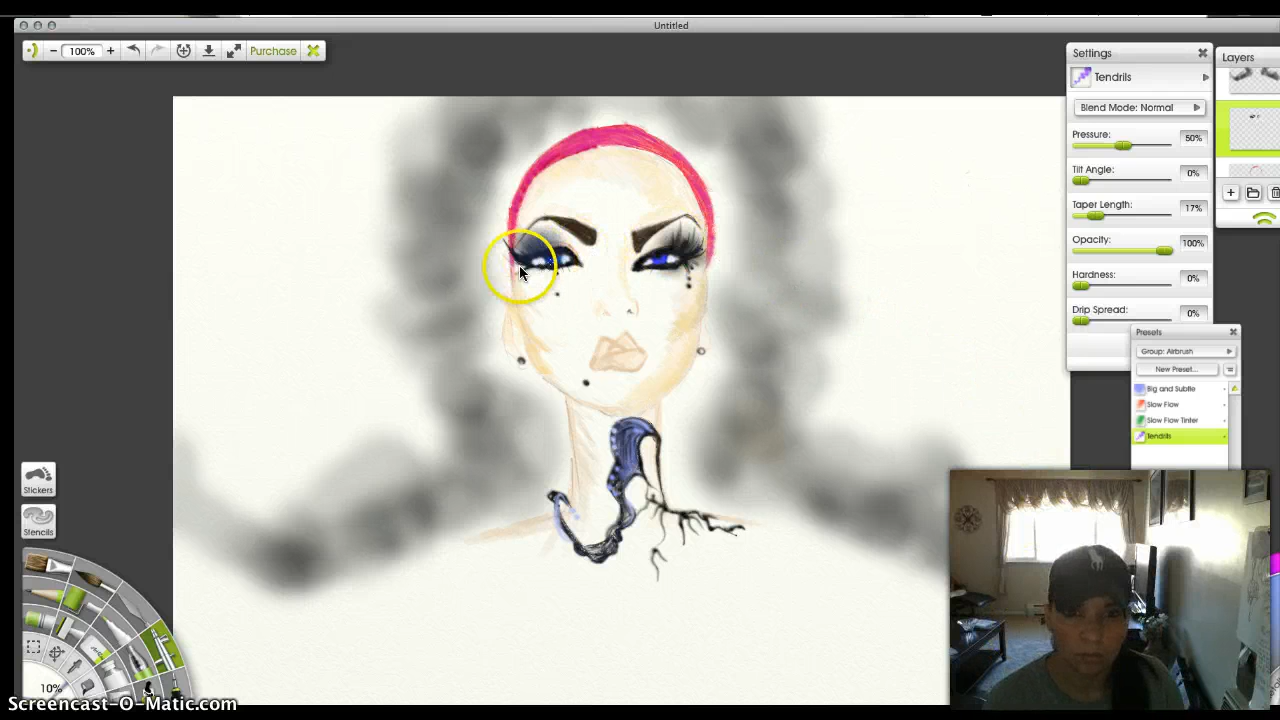 Untitled
100%
Purchase
Settings
Tendrils
Blend Mode: Normal
Pressure:
50%
Tilt Angle:
0%
Taper Length:
17%
Opacity:
100%
Hardness:
0%
Drip Spread:
0%
Layers
Presets
Group: Airbrush
New Preset...
Big and Subtle
Slow Flow
Slow Flow Tinter
Tendrils
Stickers
Stencils
10%
Screencast-O-Matic.com